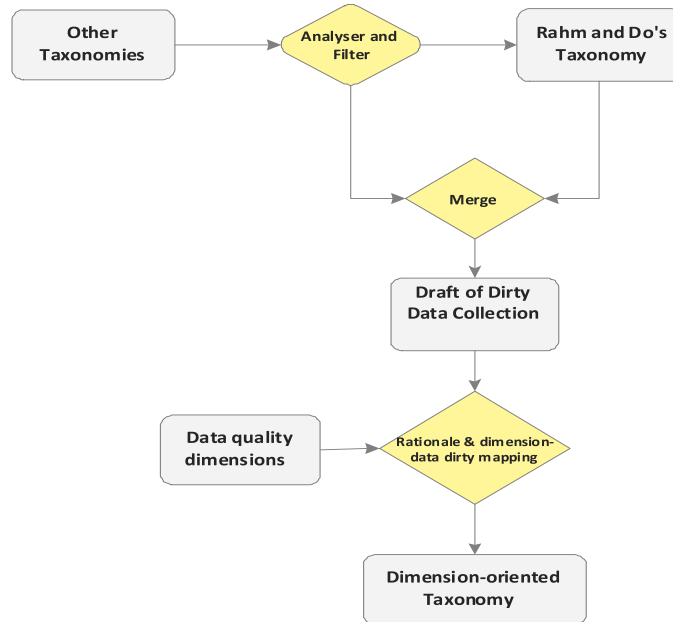 Other
Taxonomies
Analyser and
Filter
Rahm and Do's
Taxonomy
Merge
Draft of Dirty
Data Collection
Data quality
dimensions
Rationale & dimension-
data dirty mapping
Dimension-oriented
Taxonomy